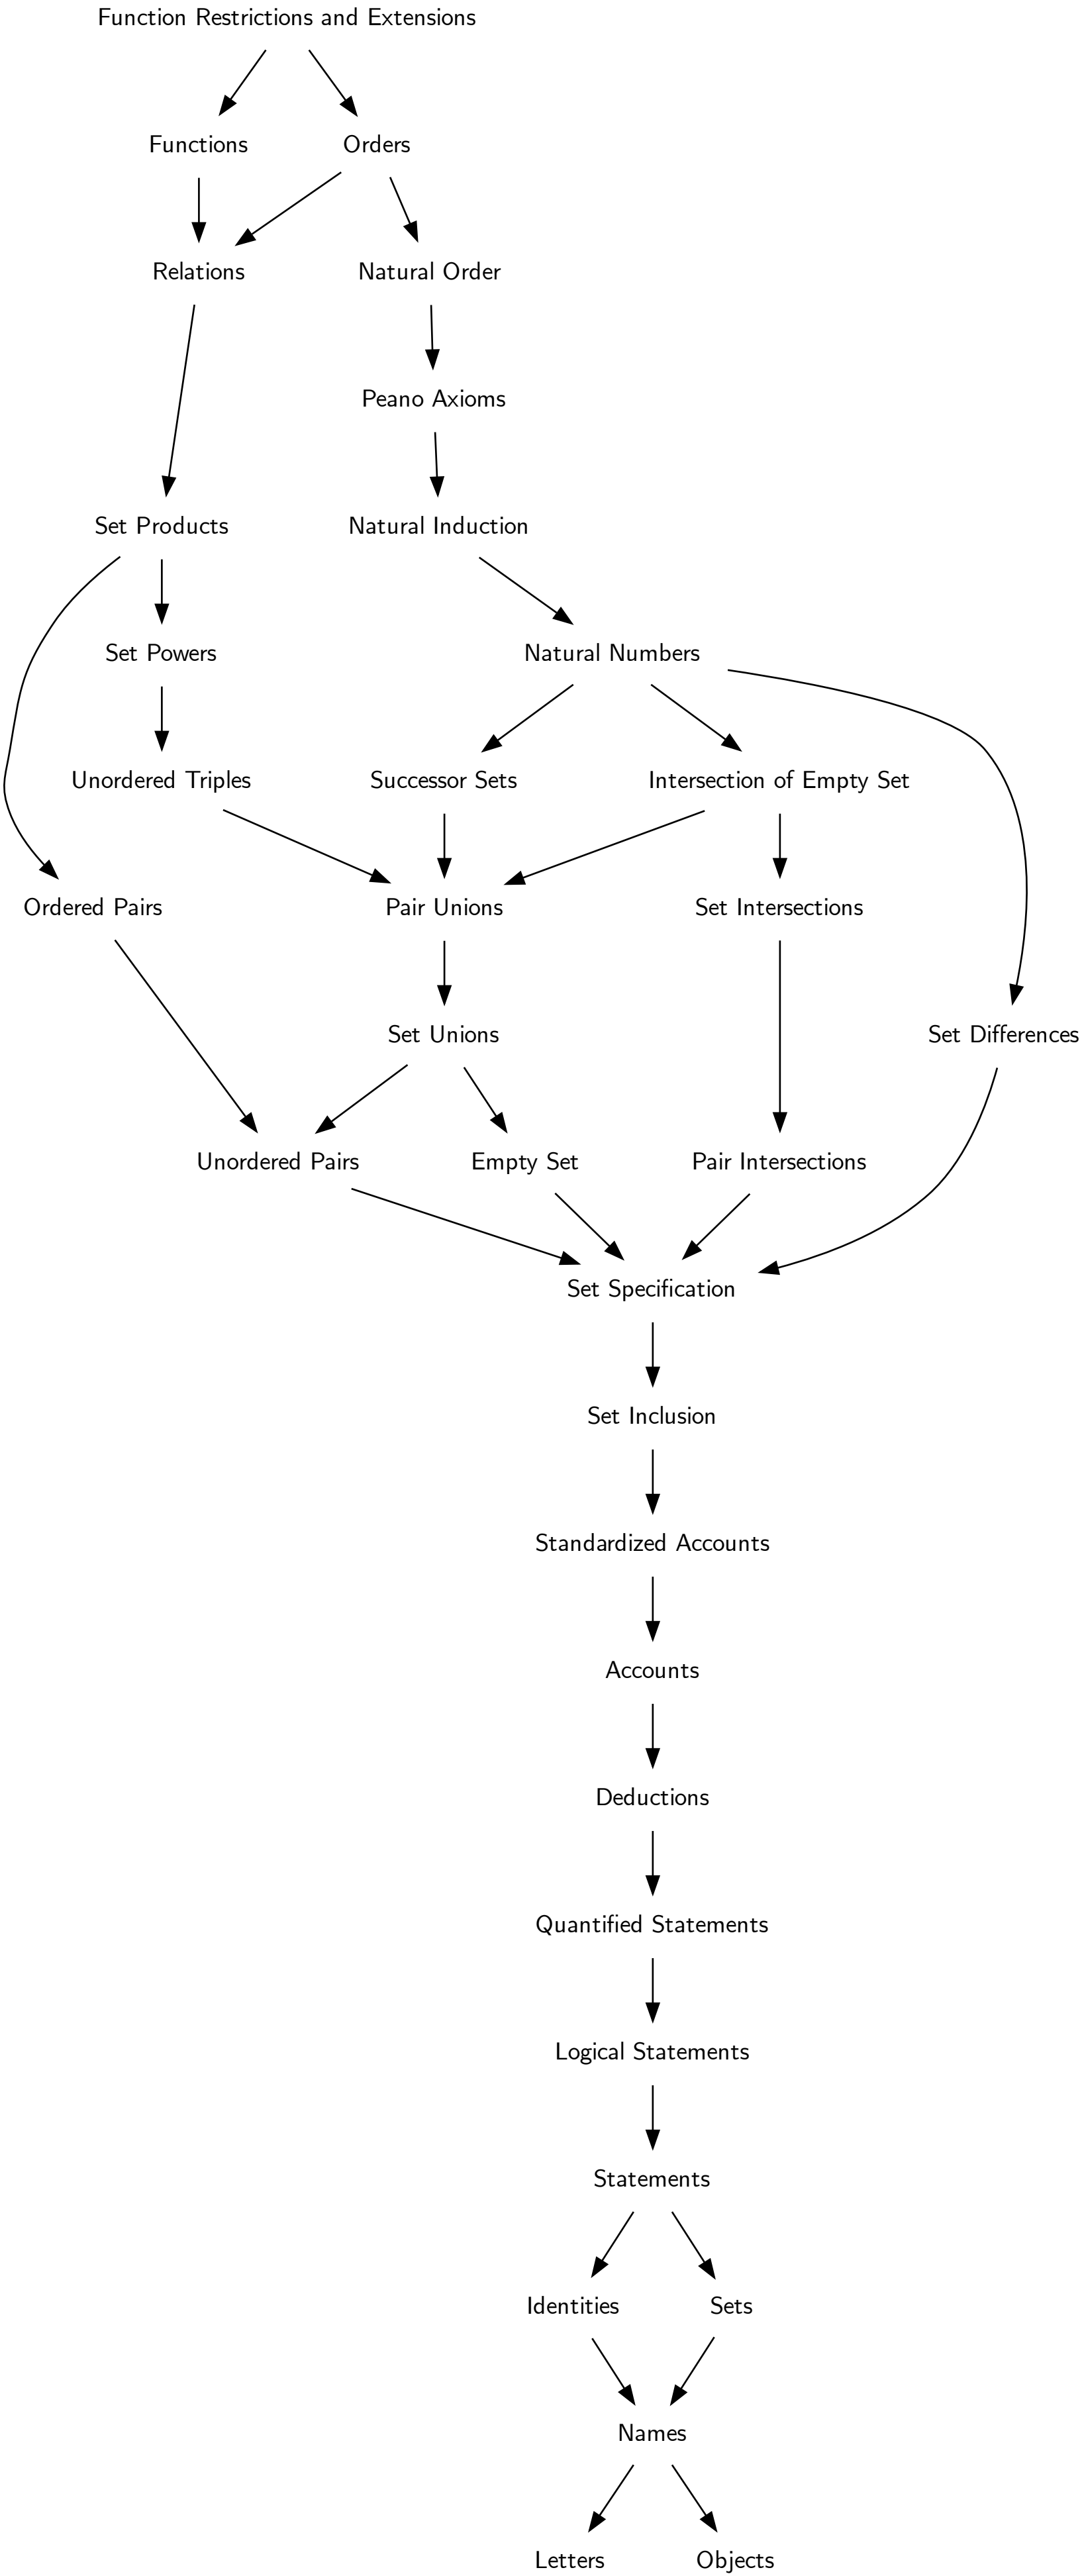 Function Restrictions and Extensions
Functions
Orders
Relations
Natural Order
Peano Axioms
Set Products
Natural Induction
Set Powers
Natural Numbers
Unordered Triples
Successor Sets
Intersection of Empty Set
Ordered Pairs
Pair Unions
Set Intersections
Set Unions
Set Differences
Unordered Pairs
Empty Set
Pair Intersections
Set Specification
Set Inclusion
Standardized Accounts
Accounts
Deductions
Quantified Statements
Logical Statements
Statements
Identities
Sets
Names
Letters
Objects